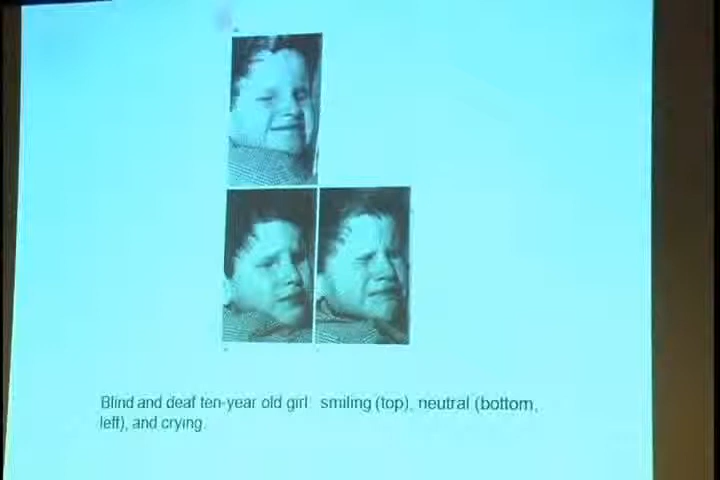 Blind and deaf ten-year old girl: smiling (top), neutral (bottom,
left), and crying.